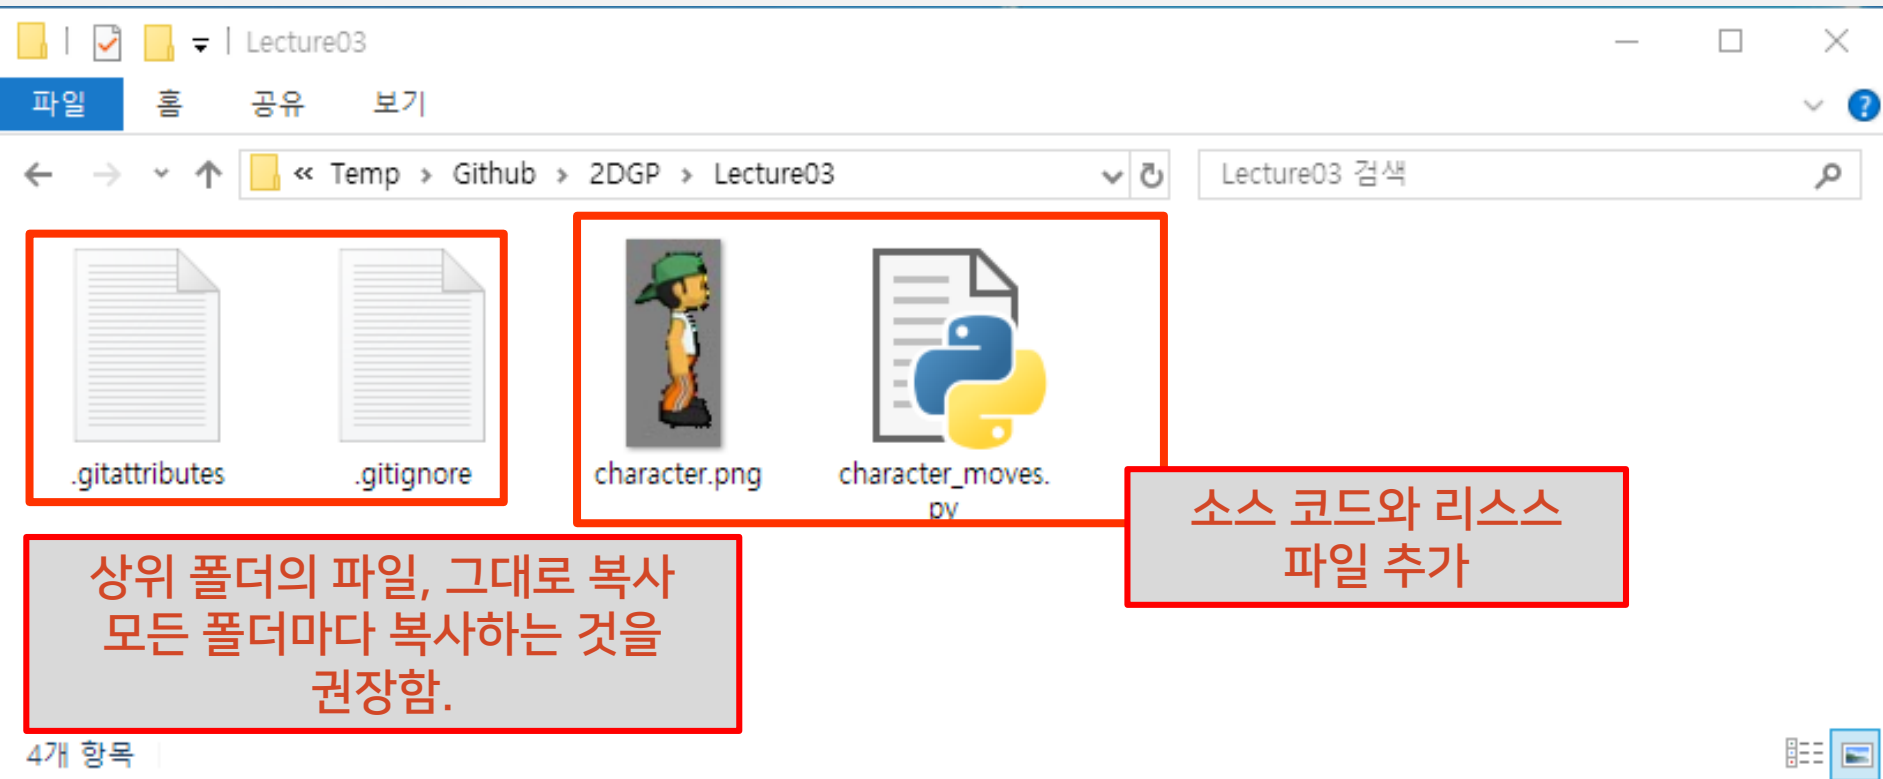 Lecture03
파일 홈 공유 보기
« Temp › Github › 2DGP › Lecture03
Lecture03 검색
.gitattributes
.gitignore
character.png
character_moves.
py
소스 코드와 리스스
파일 추가
상위 폴더의 파일, 그대로 복사
모든 폴더마다 복사하는 것을
권장함.
4개 항목